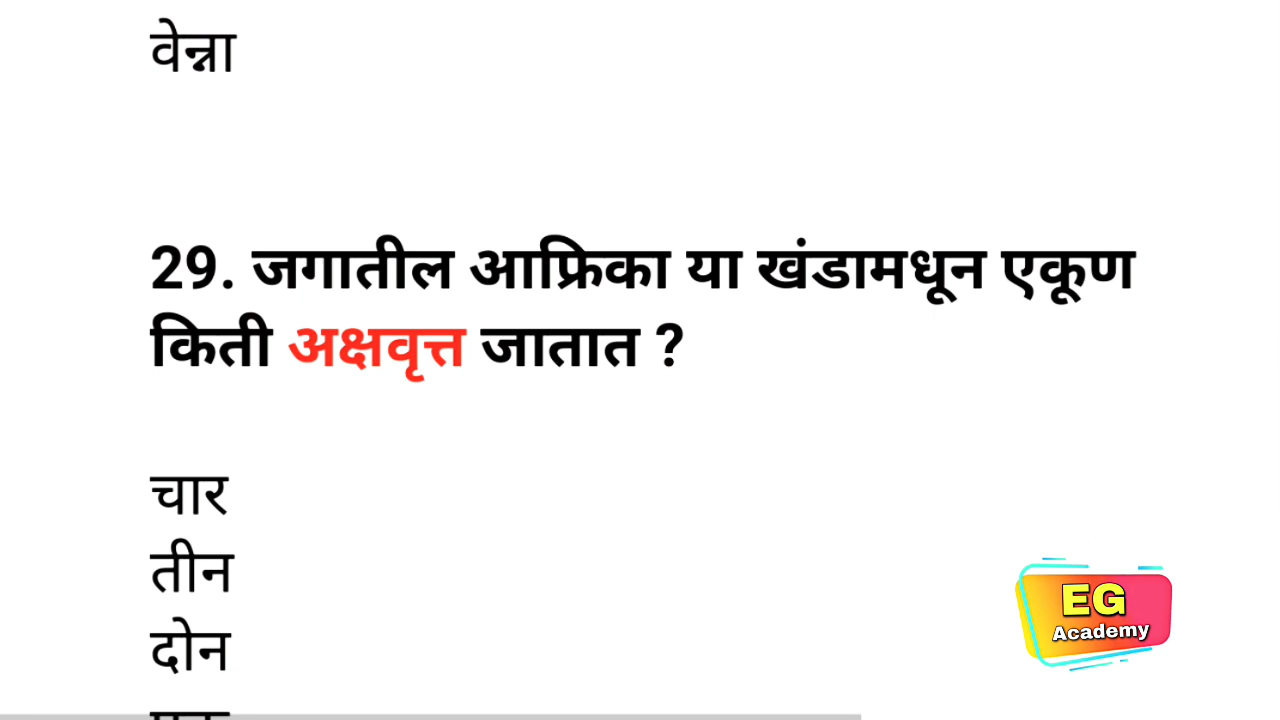 वेन्ना
29. जगातील आफ्रिका या खंडामधून एकूण
किती अक्षवृत्त जातात ?
चार
तीन
दोन
EG
Academy